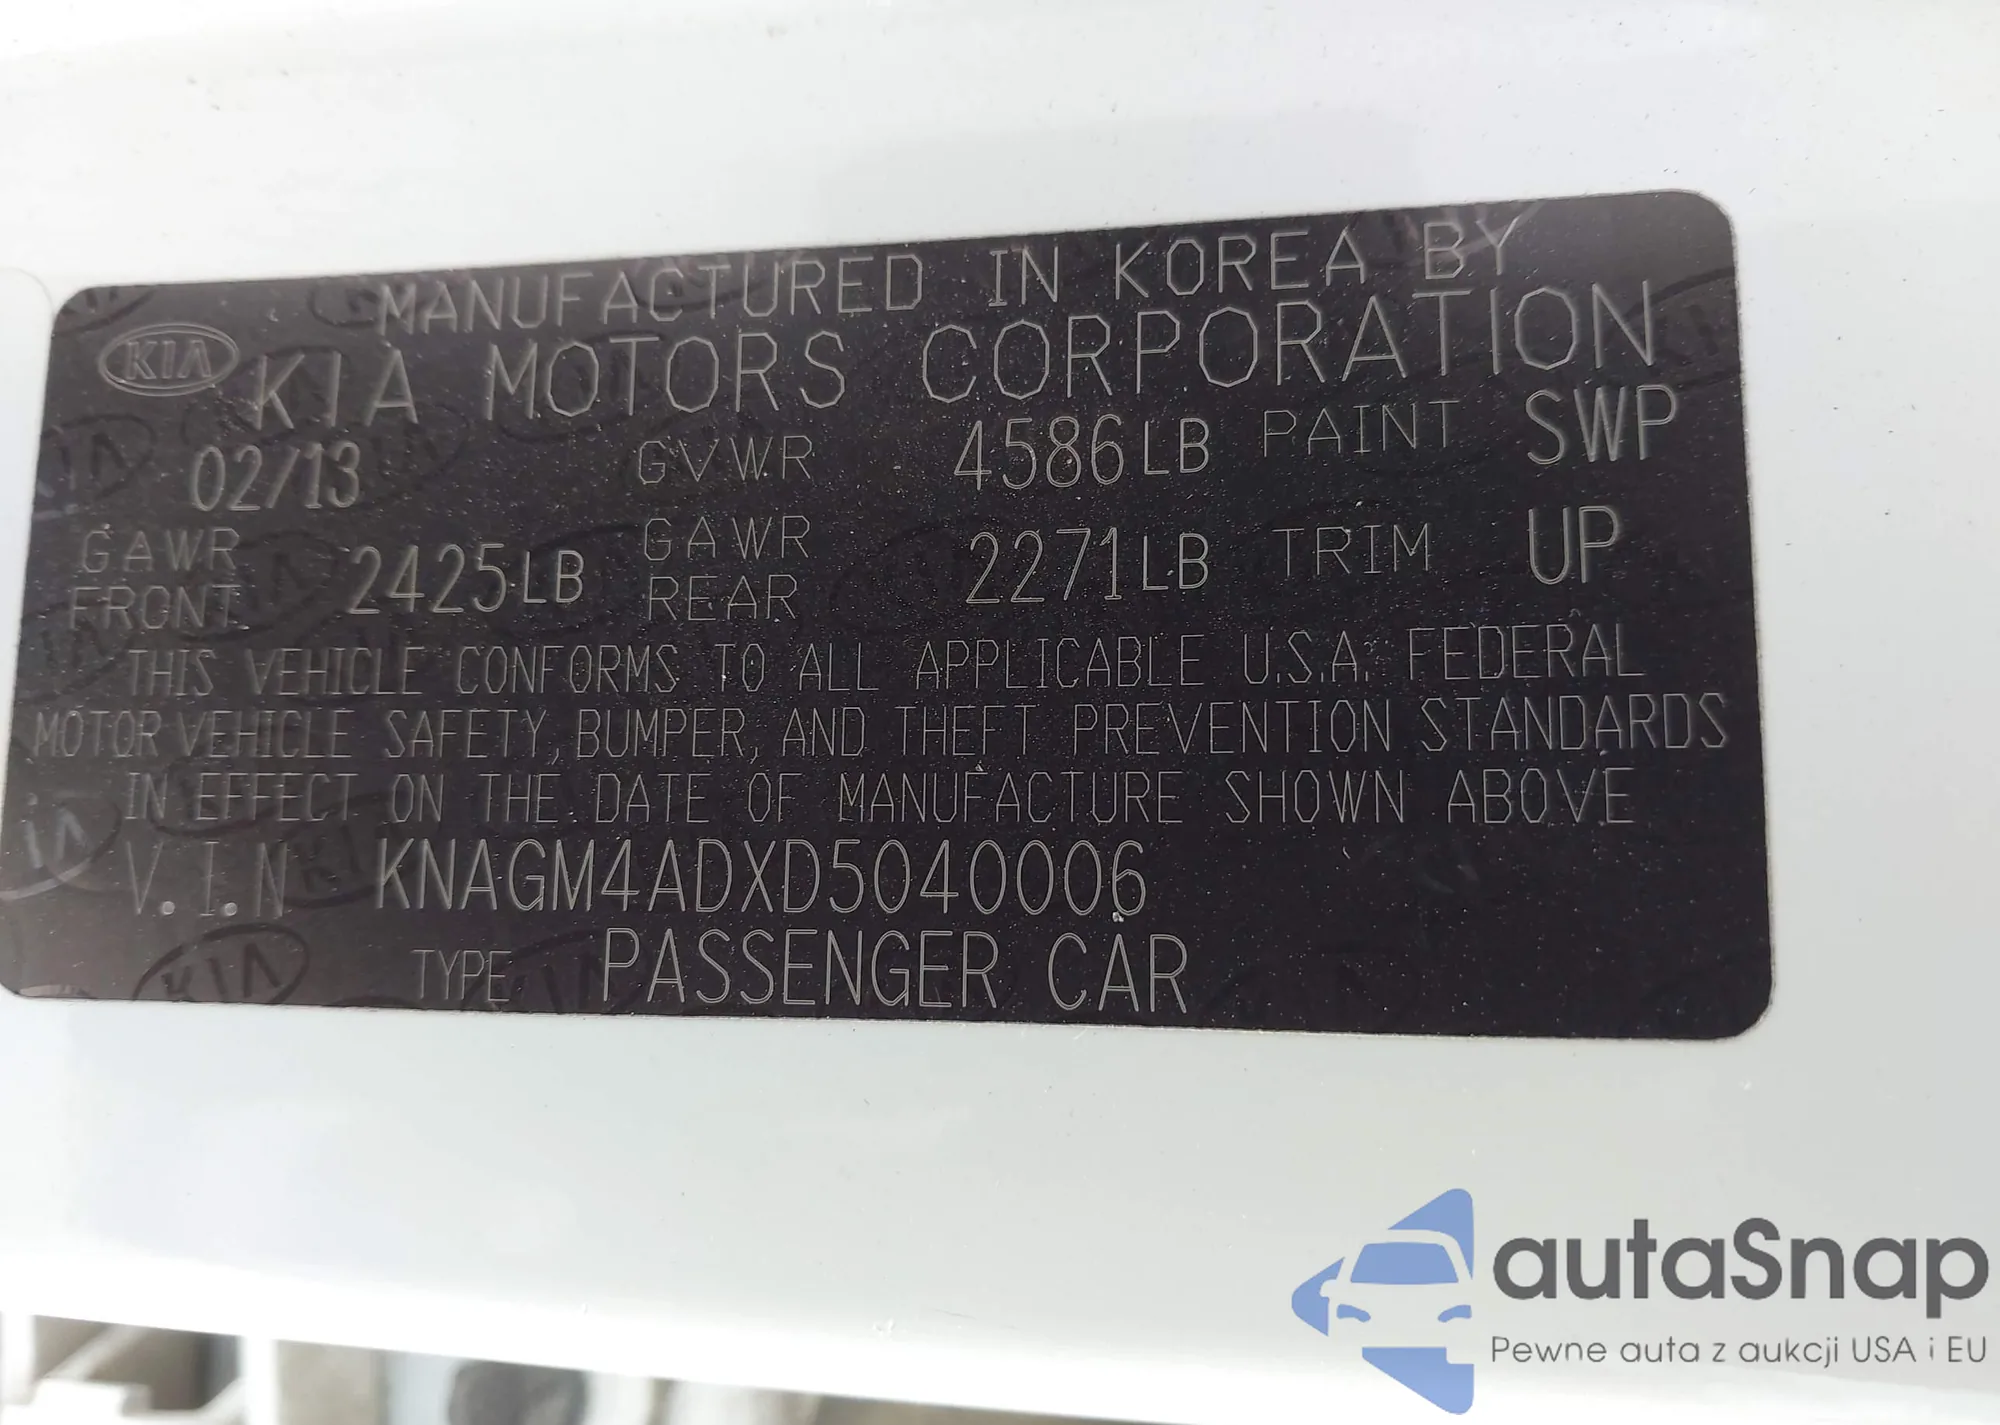 MANUFACTURED IN KOREA BY
KIA KIA MOTORS CORPORATION
02/13 GVWR 4586LB PAINT SWP
GAWR FRONT 2425LB GAWR REAR 2271LB TRIM UP
THIS VEHICLE CONFORMS TO ALL APPLICABLE U.S.A. FEDERAL
MOTOR VEHICLE SAFETY, BUMPER, AND THEFT PREVENTION STANDARDS
IN EFFECT ON THE DATE OF MANUFACTURE SHOWN ABOVE
V.I.N KNAGM4ADXD5040006
TYPE PASSENGER CAR
autaSnap
Pewne auta z aukcji USA i EU